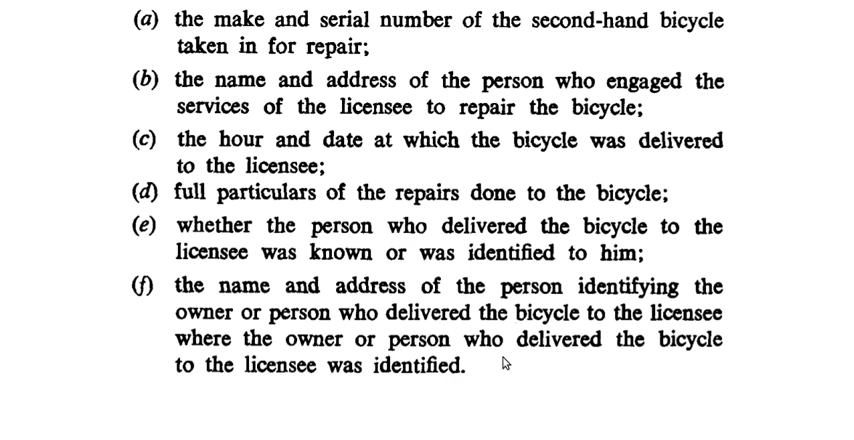 (a) the make and serial number of the second-hand bicycle
taken in for repair;
(b) the name and address of the person who engaged the
services of the licensee to repair the bicycle;
(c) the hour and date at which the bicycle was delivered
to the licensee;
(d) full particulars of the repairs done to the bicycle;
(e) whether the person who delivered the bicycle to the
licensee was known or was identified to him;
(f) the name and address of the person identifying the
owner or person who delivered the bicycle to the licensee
where the owner or person who delivered the bicycle
to the licensee was identified.